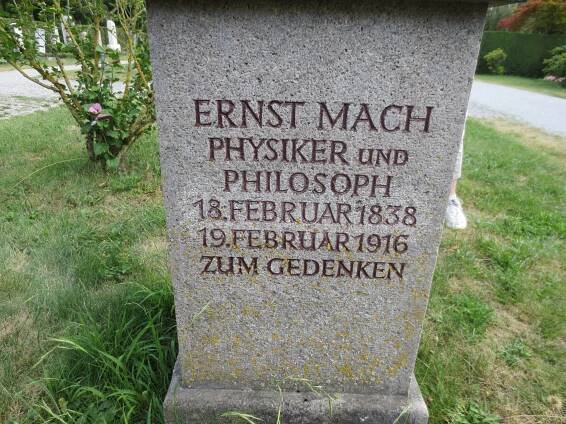 ERNST MACH
PHYSIKER UND
PHILOSOPH
18.FEBRUAR 1838
19.FEBRUAR 1916
ZUM GEDENKEN